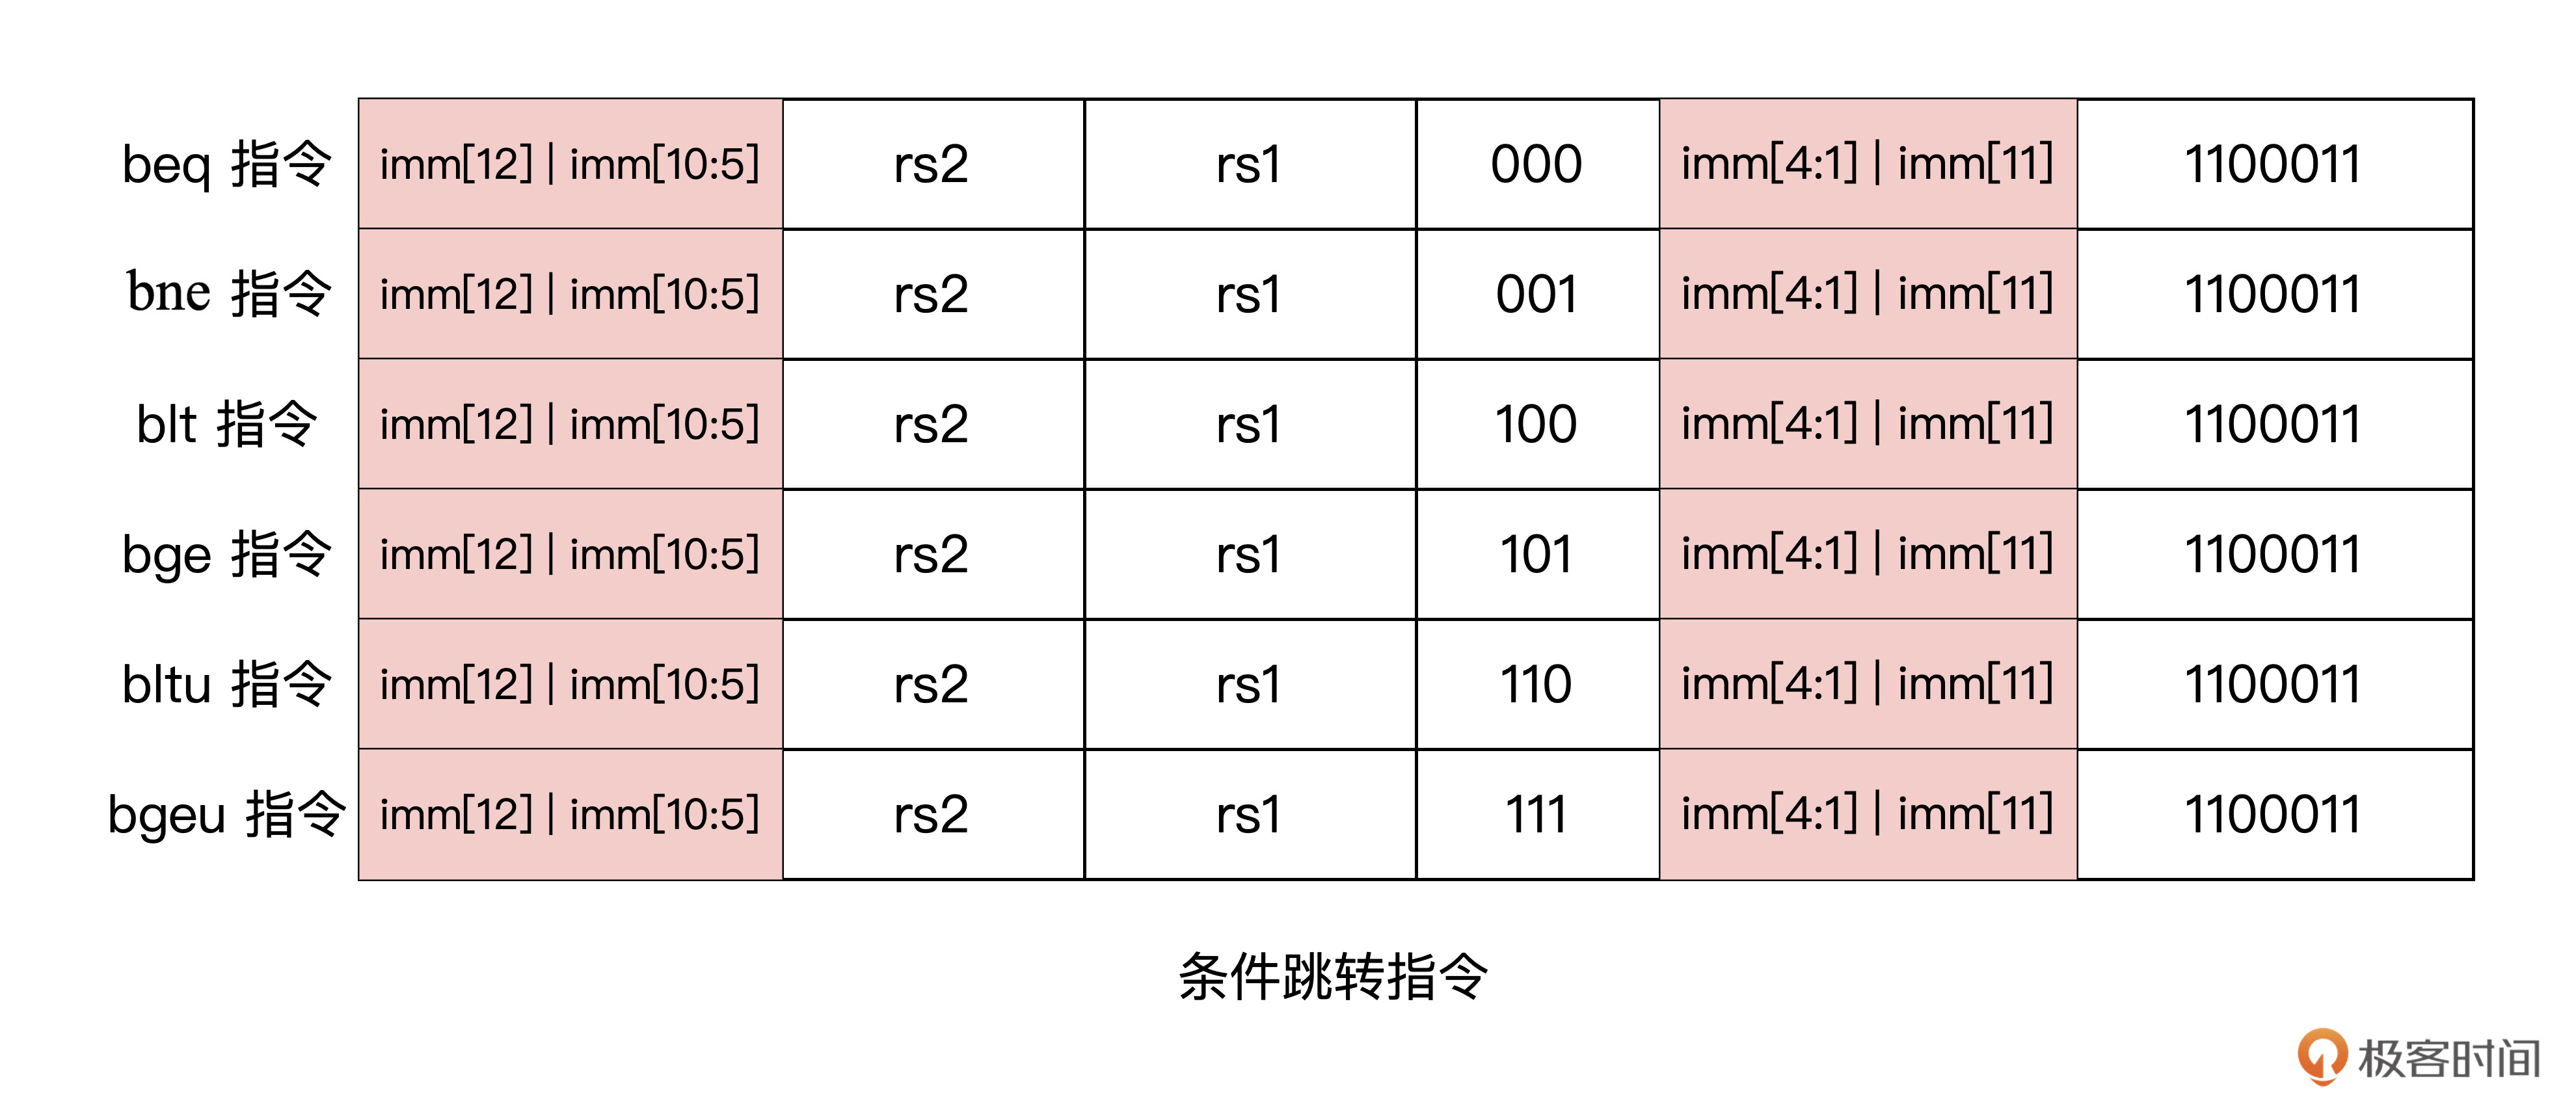 beq 指令 imm[12] | imm[10:5] rs2 rs1 000 imm[4:1] | imm[11] 1100011
bne 指令 imm[12] | imm[10:5] rs2 rs1 001 imm[4:1] | imm[11] 1100011
blt 指令 imm[12] | imm[10:5] rs2 rs1 100 imm[4:1] | imm[11] 1100011
bge 指令 imm[12] | imm[10:5] rs2 rs1 101 imm[4:1] | imm[11] 1100011
bltu 指令 imm[12] | imm[10:5] rs2 rs1 110 imm[4:1] | imm[11] 1100011
bgeu 指令 imm[12] | imm[10:5] rs2 rs1 111 imm[4:1] | imm[11] 1100011
条件跳转指令
极客时间